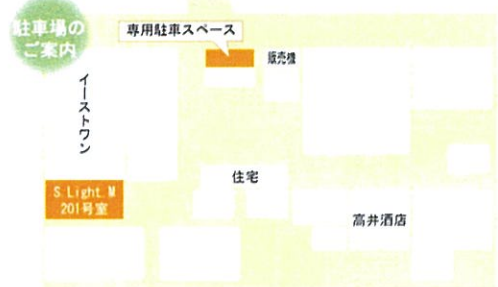 駐車場の
ご案内
専用駐車スペース
販売機
イーストワン
住宅
S.Light.M
201号室
高井酒店